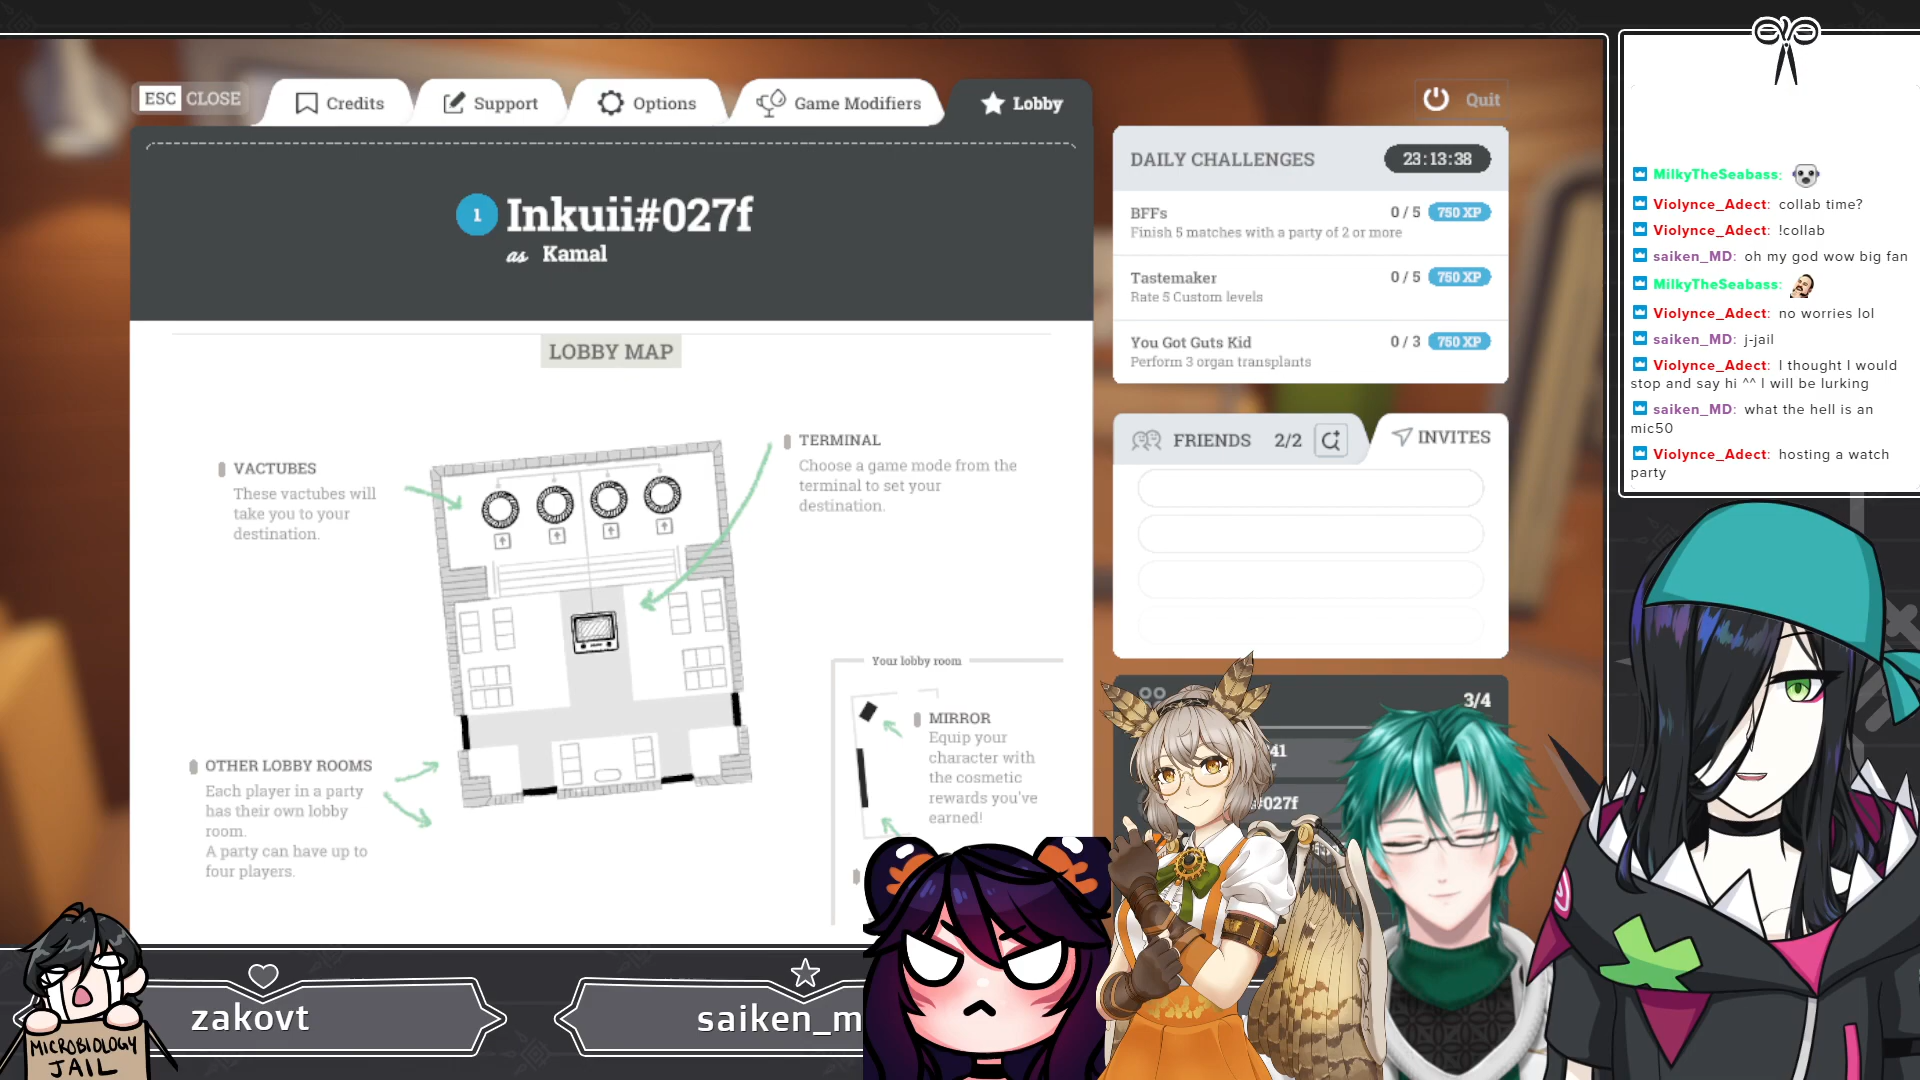 ESC CLOSE
Credits
Support
Options
Game Modifiers
Lobby
Quit
1 Inkuii#027f
as Kamal
LOBBY MAP
VACTUBES
These vactubes will
take you to your
destination.
TERMINAL
Choose a game mode from the
terminal to set your
destination.
OTHER LOBBY ROOMS
Each player in a party
has their own lobby
room.
A party can have up to
four players.
Your lobby room
MIRROR
Equip your
character with
the cosmetic
rewards you've
earned!
DAILY CHALLENGES 23:13:38
BFFs 0 / 5 750 XP
Finish 5 matches with a party of 2 or more
Tastemaker 0 / 5 750 XP
Rate 5 Custom levels
You Got Guts Kid 0 / 3 750 XP
Perform 3 organ transplants
FRIENDS 2/2
INVITES
3/4
41
#027f
MilkyTheSeabass:
Violynce_Adect: collab time?
Violynce_Adect: !collab
saiken_MD: oh my god wow big fan
MilkyTheSeabass:
Violynce_Adect: no worries lol
saiken_MD: j-jail
Violynce_Adect: I thought I would
stop and say hi ^^ I will be lurking
saiken_MD: what the hell is an
mic50
Violynce_Adect: hosting a watch
party
zakovt
saiken_m
MICROBIOLOGY
JAIL